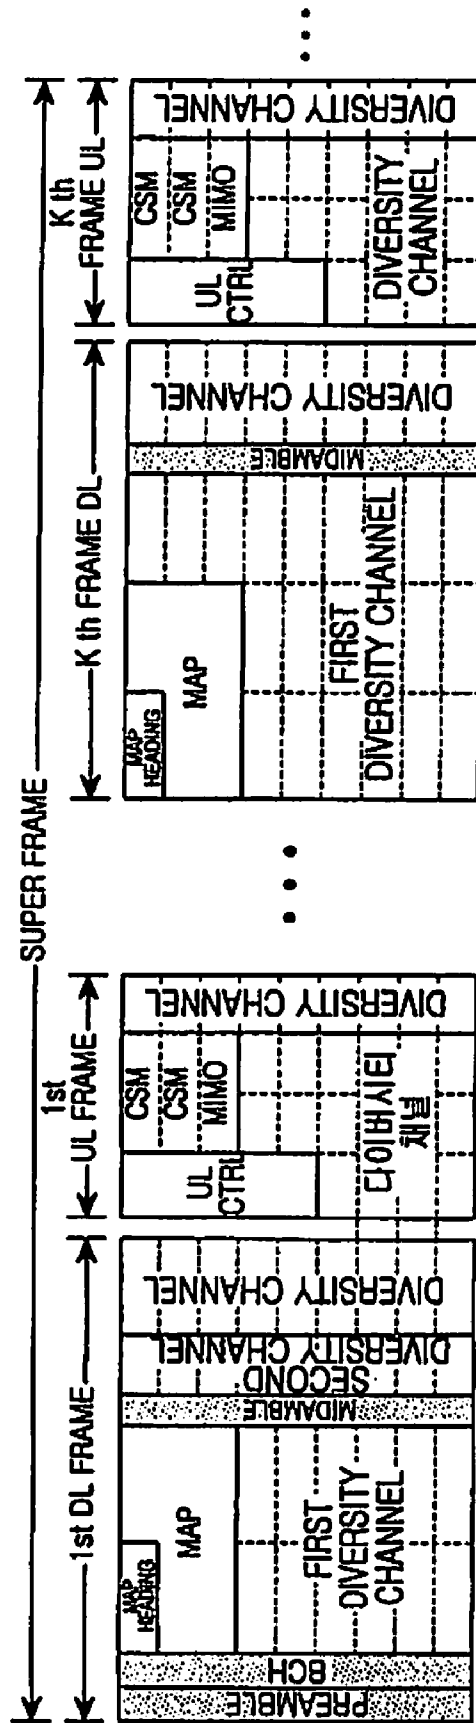 SUPER FRAME
1st DL FRAME
1st
UL FRAME
K th FRAME DL
K th
FRAME UL
PREAMBLE
BCH
MAP
HEADING
MAP
FIRST
DIVERSITY
CHANNEL
MIDAMBLE
SECOND
DIVERSITY CHANNEL
DIVERSITY CHANNEL
UL
CTRL
CSM
CSM
MIMO
다이버시티
채널
DIVERSITY CHANNEL
MAP
HEADING
MAP
FIRST
DIVERSITY CHANNEL
MIDAMBLE
DIVERSITY CHANNEL
UL
CTRL
CSM
CSM
MIMO
DIVERSITY
CHANNEL
DIVERSITY CHANNEL